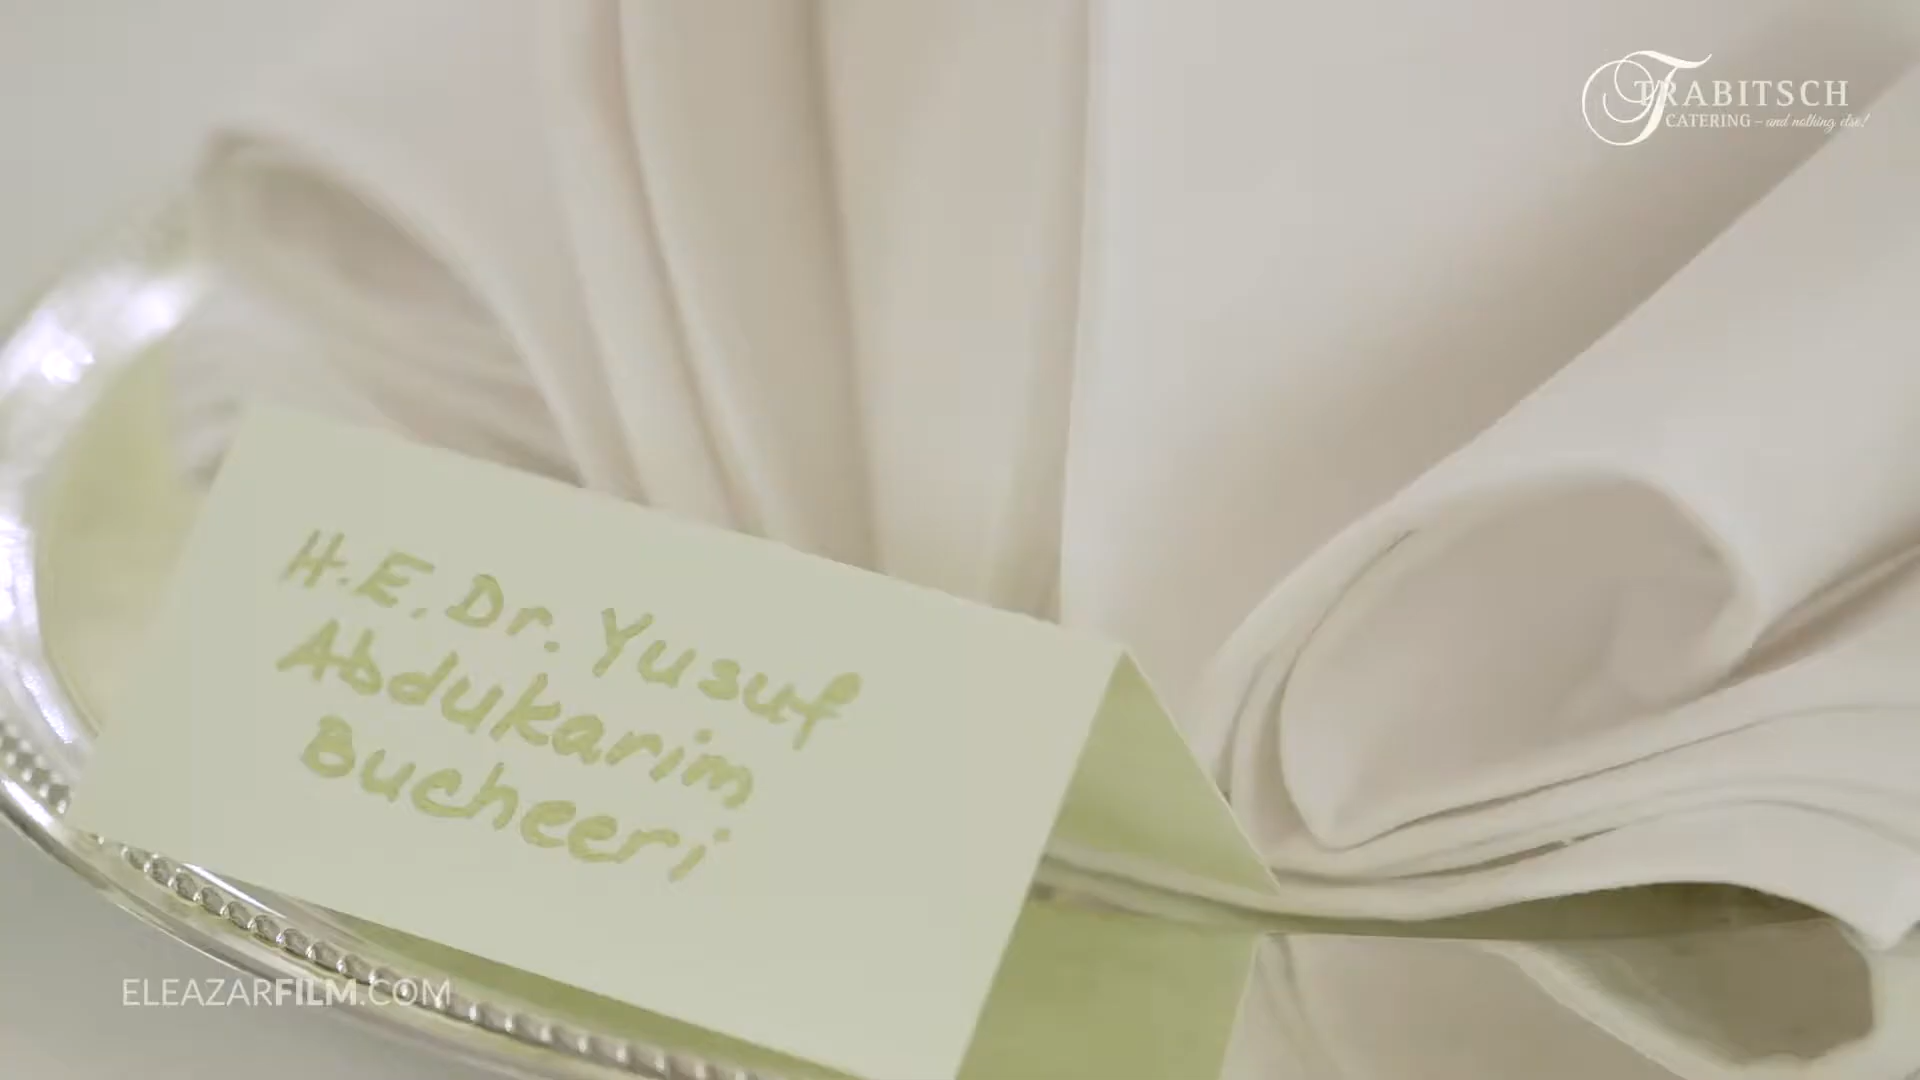 TRABITSCH
CATERING – and nothing else!
H.E. Dr. Yusuf
Abdukarim
Bucheeri
ELEAZARFILM.COM